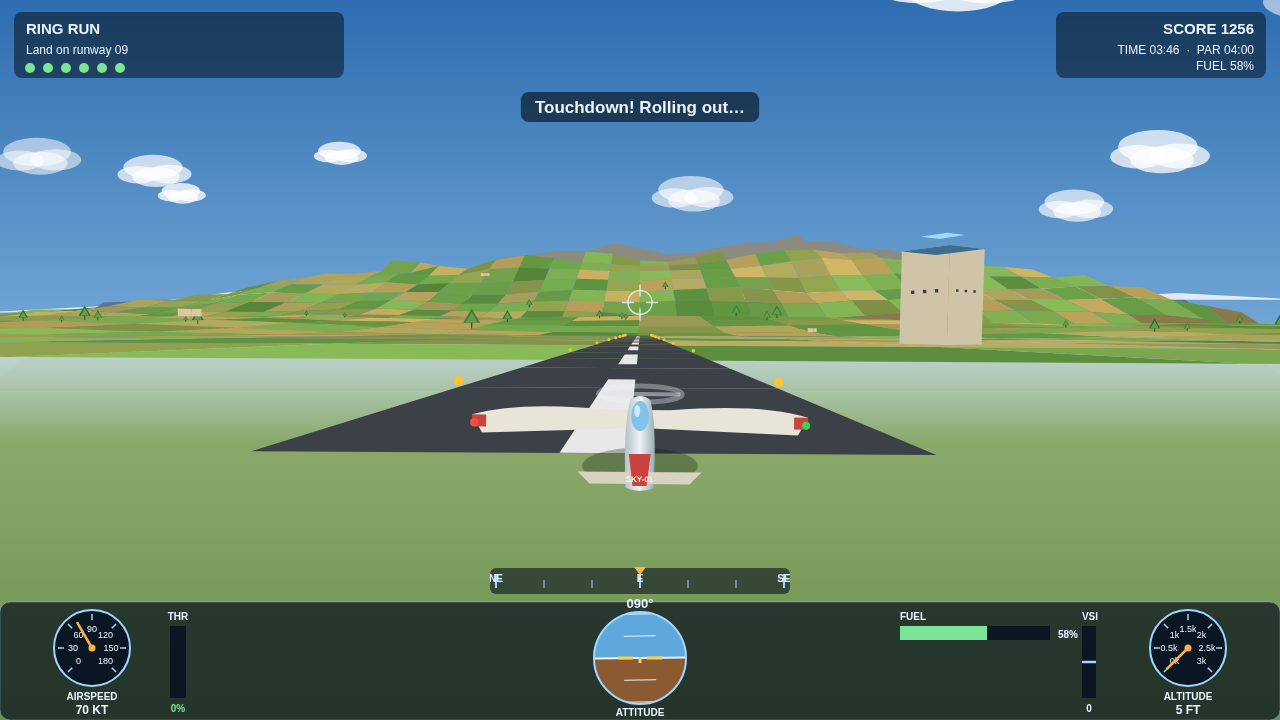 RING RUN
Land on runway 09
SCORE 1256
TIME 03:46 · PAR 04:00
FUEL 58%
Touchdown! Rolling out…
SKY-01
NE
E
SE
090°
0
30
60
90
120
150
180
AIRSPEED
70 KT
THR
0%
ATTITUDE
FUEL
58%
VSI
0
0k
0.5k
1k
1.5k
2k
2.5k
3k
ALTITUDE
5 FT